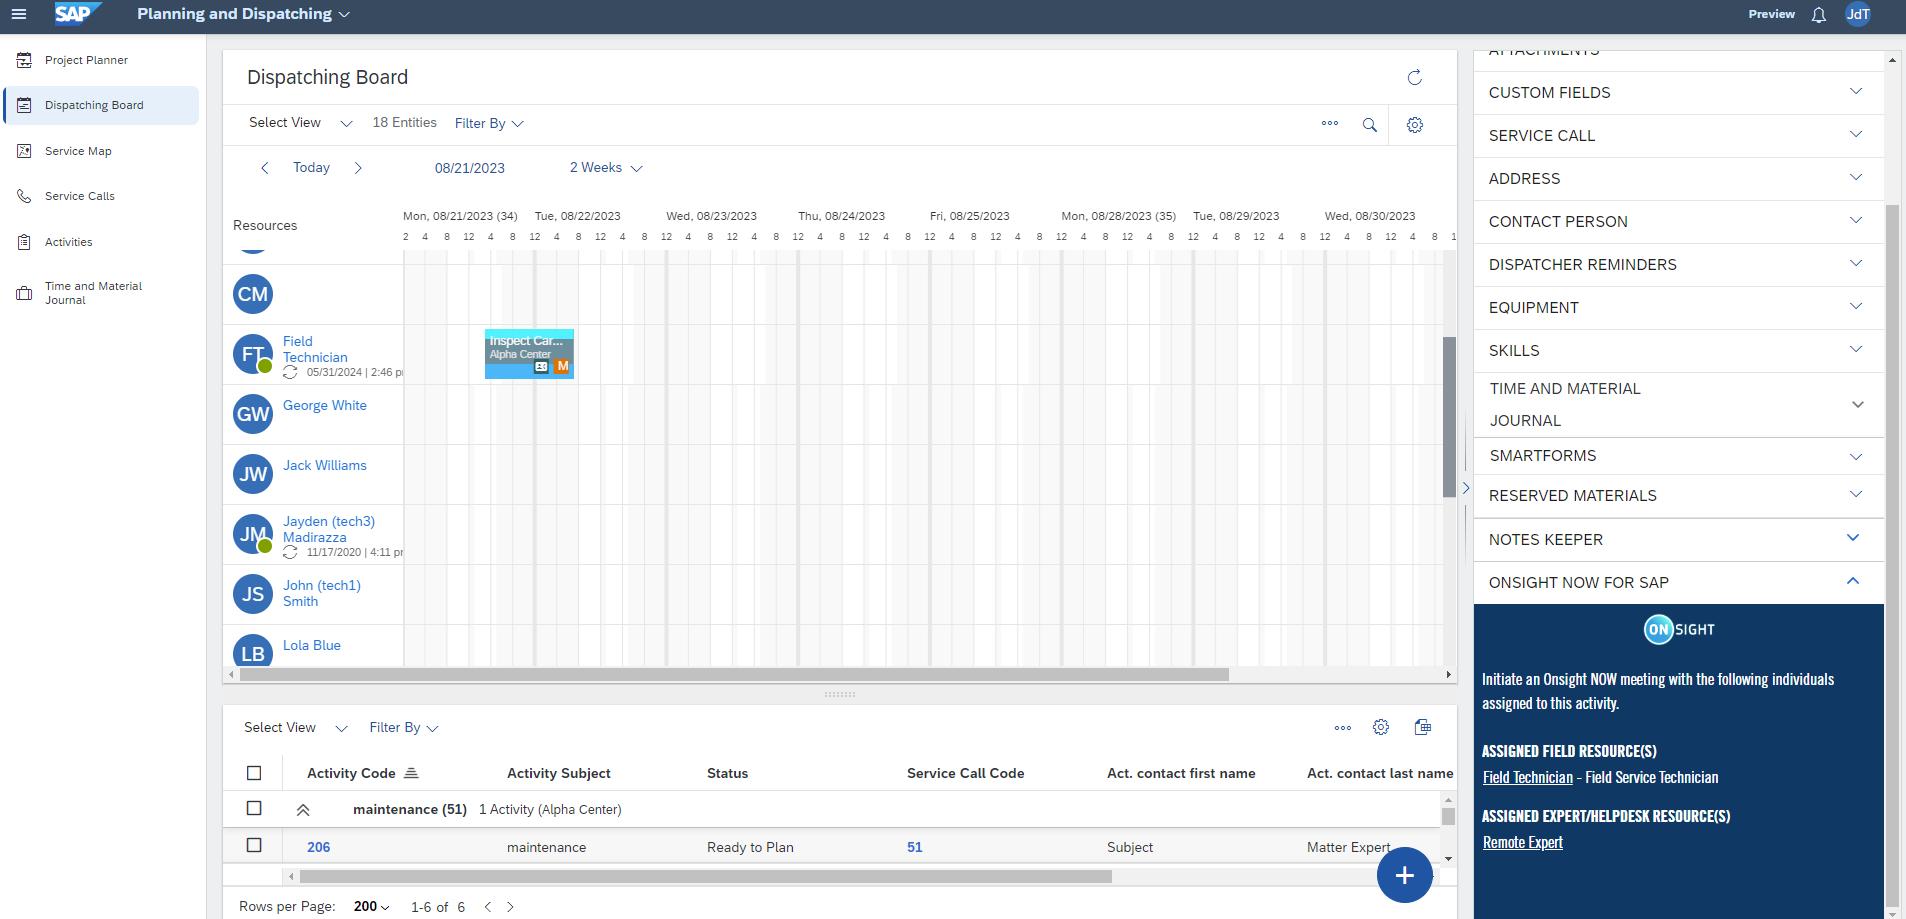 SAP
Planning and Dispatching
Preview
JdT
Project Planner
Dispatching Board
Service Map
Service Calls
Activities
Time and Material
Journal
Dispatching Board
Select View
18 Entities
Filter By
Today
08/21/2023
2 Weeks
Resources
Mon, 08/21/2023 (34) Tue, 08/22/2023 Wed, 08/23/2023 Thu, 08/24/2023 Fri, 08/25/2023 Mon, 08/28/2023 (35) Tue, 08/29/2023 Wed, 08/30/2023
2 4 8 12 4 8 12 4 8 12 4 8 12 4 8 12 4 8 12 4 8 12 4 8 12 4 8 12 4 8 12 4 8 12 4 8 12 4 8 12 4 8 12 4 8 12 4 8 1
CM
FT
Field
Technician
05/31/2024 | 2:46 p
Inspect Car...
Alpha Center
M
GW
George White
JW
Jack Williams
JM
Jayden (tech3)
Madirazza
11/17/2020 | 4:11 pr
JS
John (tech1)
Smith
LB
Lola Blue
Select View
Filter By
Activity Code Activity Subject Status Service Call Code Act. contact first name Act. contact last name
maintenance (51) 1 Activity (Alpha Center)
206 maintenance Ready to Plan 51 Subject Matter Expert
+
Rows per Page: 200 1-6 of 6
ATTACHMENTS
CUSTOM FIELDS
SERVICE CALL
ADDRESS
CONTACT PERSON
DISPATCHER REMINDERS
EQUIPMENT
SKILLS
TIME AND MATERIAL
JOURNAL
SMARTFORMS
RESERVED MATERIALS
NOTES KEEPER
ONSIGHT NOW FOR SAP
ONSIGHT
Initiate an Onsight NOW meeting with the following individuals
assigned to this activity.
ASSIGNED FIELD RESOURCE(S)
Field Technician - Field Service Technician
ASSIGNED EXPERT/HELPDESK RESOURCE(S)
Remote Expert